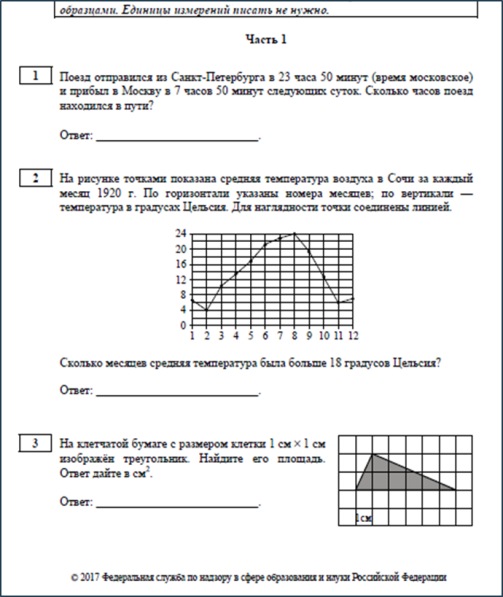 образцами. Единицы измерений писать не нужно.
Часть 1
1
Поезд отправился из Санкт-Петербурга в 23 часа 50 минут (время московское)
и прибыл в Москву в 7 часов 50 минут следующих суток. Сколько часов поезд
находился в пути?
Ответ: ___________________________.
2
На рисунке точками показана средняя температура воздуха в Сочи за каждый
месяц 1920 г. По горизонтали указаны номера месяцев; по вертикали —
температура в градусах Цельсия. Для наглядности точки соединены линией.
24
20
16
12
8
4
0
1 2 3 4 5 6 7 8 9 10 11 12
Сколько месяцев средняя температура была больше 18 градусов Цельсия?
Ответ: ___________________________.
3
На клетчатой бумаге с размером клетки 1 см × 1 см
изображён треугольник. Найдите его площадь.
Ответ дайте в см².
1см
Ответ: ___________________________.
© 2017 Федеральная служба по надзору в сфере образования и науки Российской Федерации